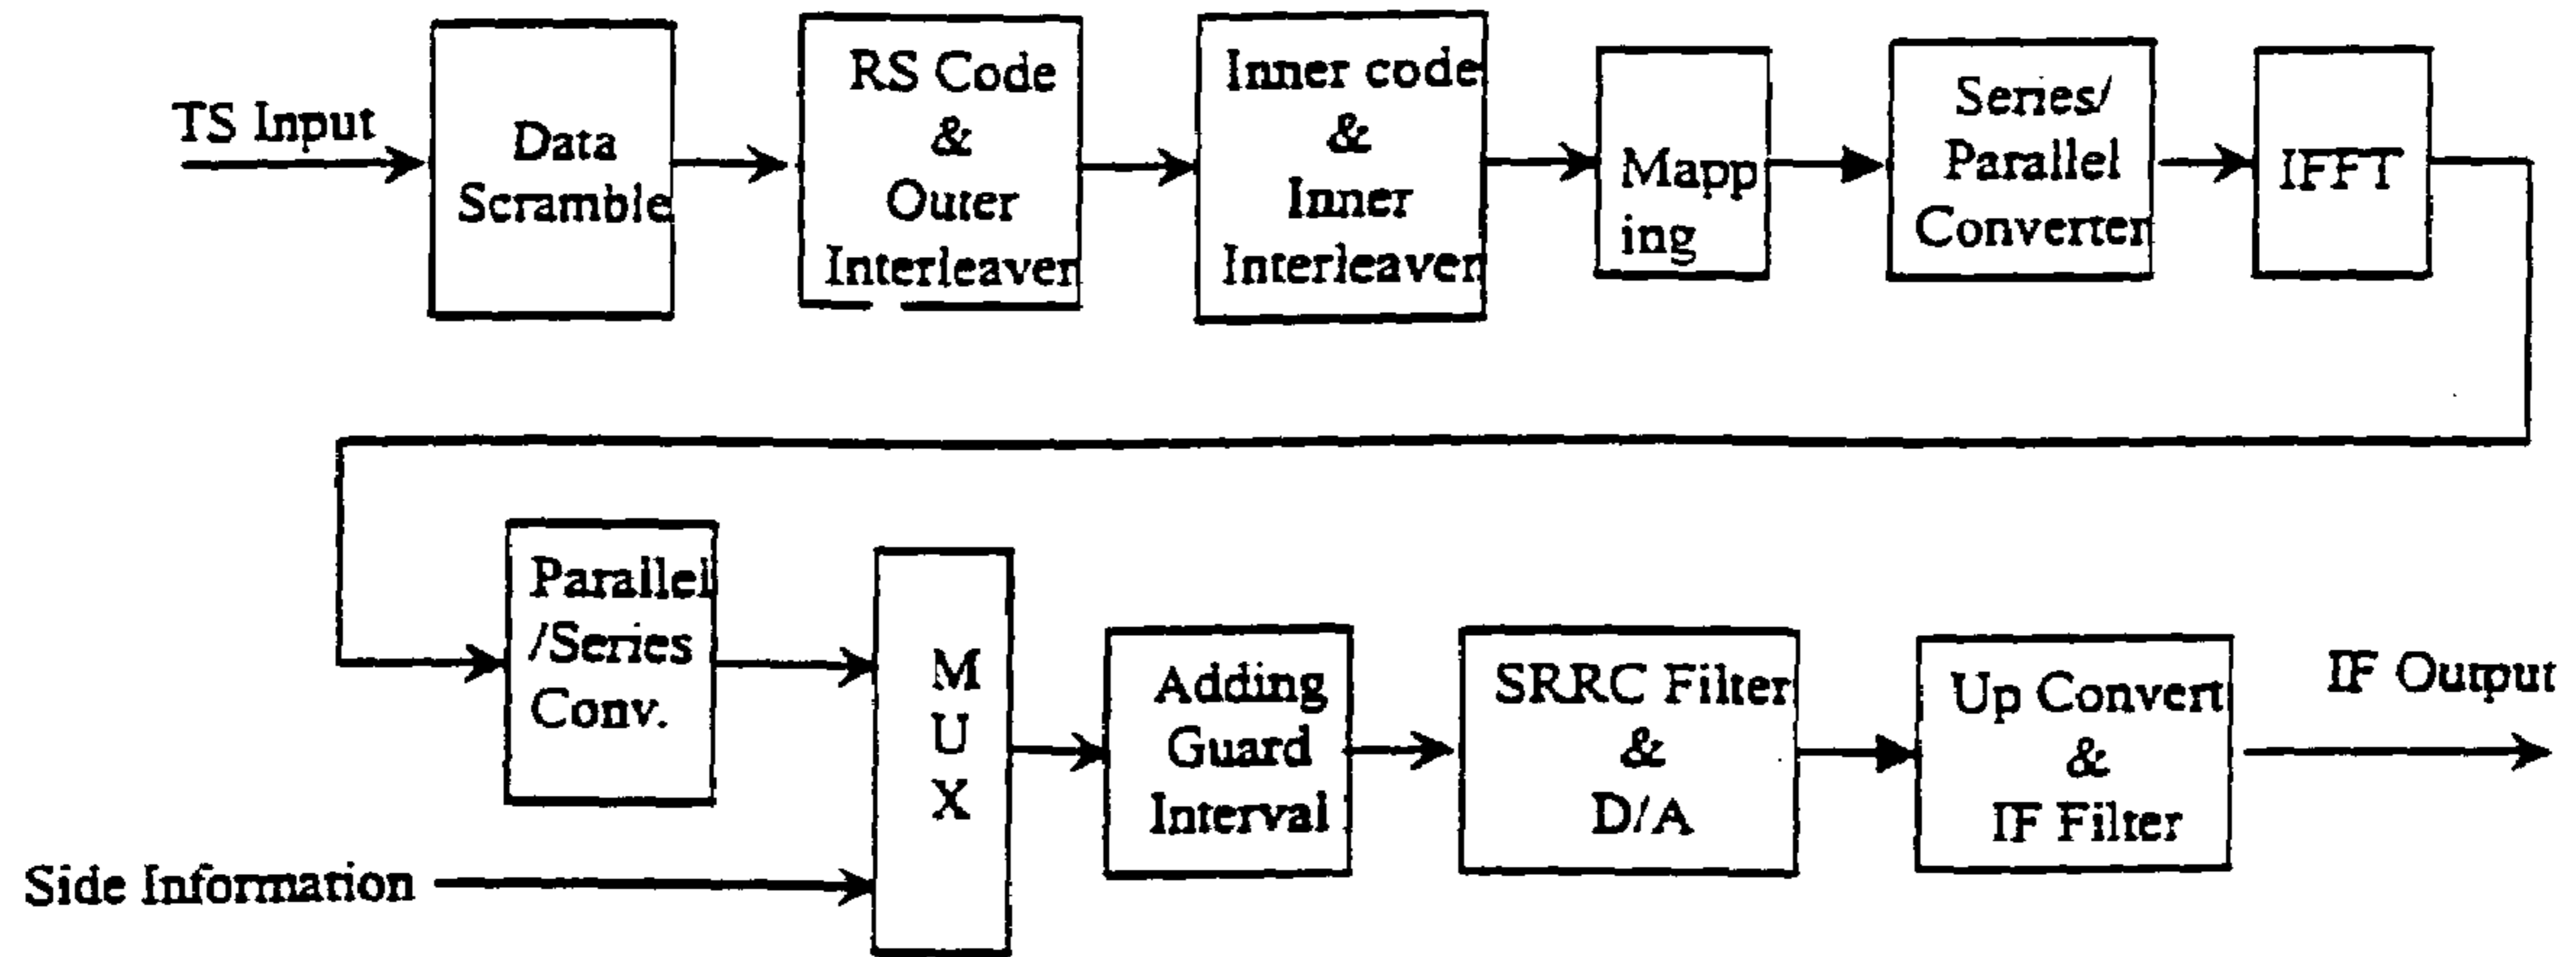 TS Input
Data
Scramble
RS Code
&
Outer
Interleaver
Inner code
&
Inner
Interleaver
Mapp
ing
Series/
Parallel
Converter
IFFT
Parallel
/Series
Conv.
M
U
X
Side Information
Adding
Guard
Interval
SRRC Filter
&
D/A
Up Convert
&
IF Filter
IF Output